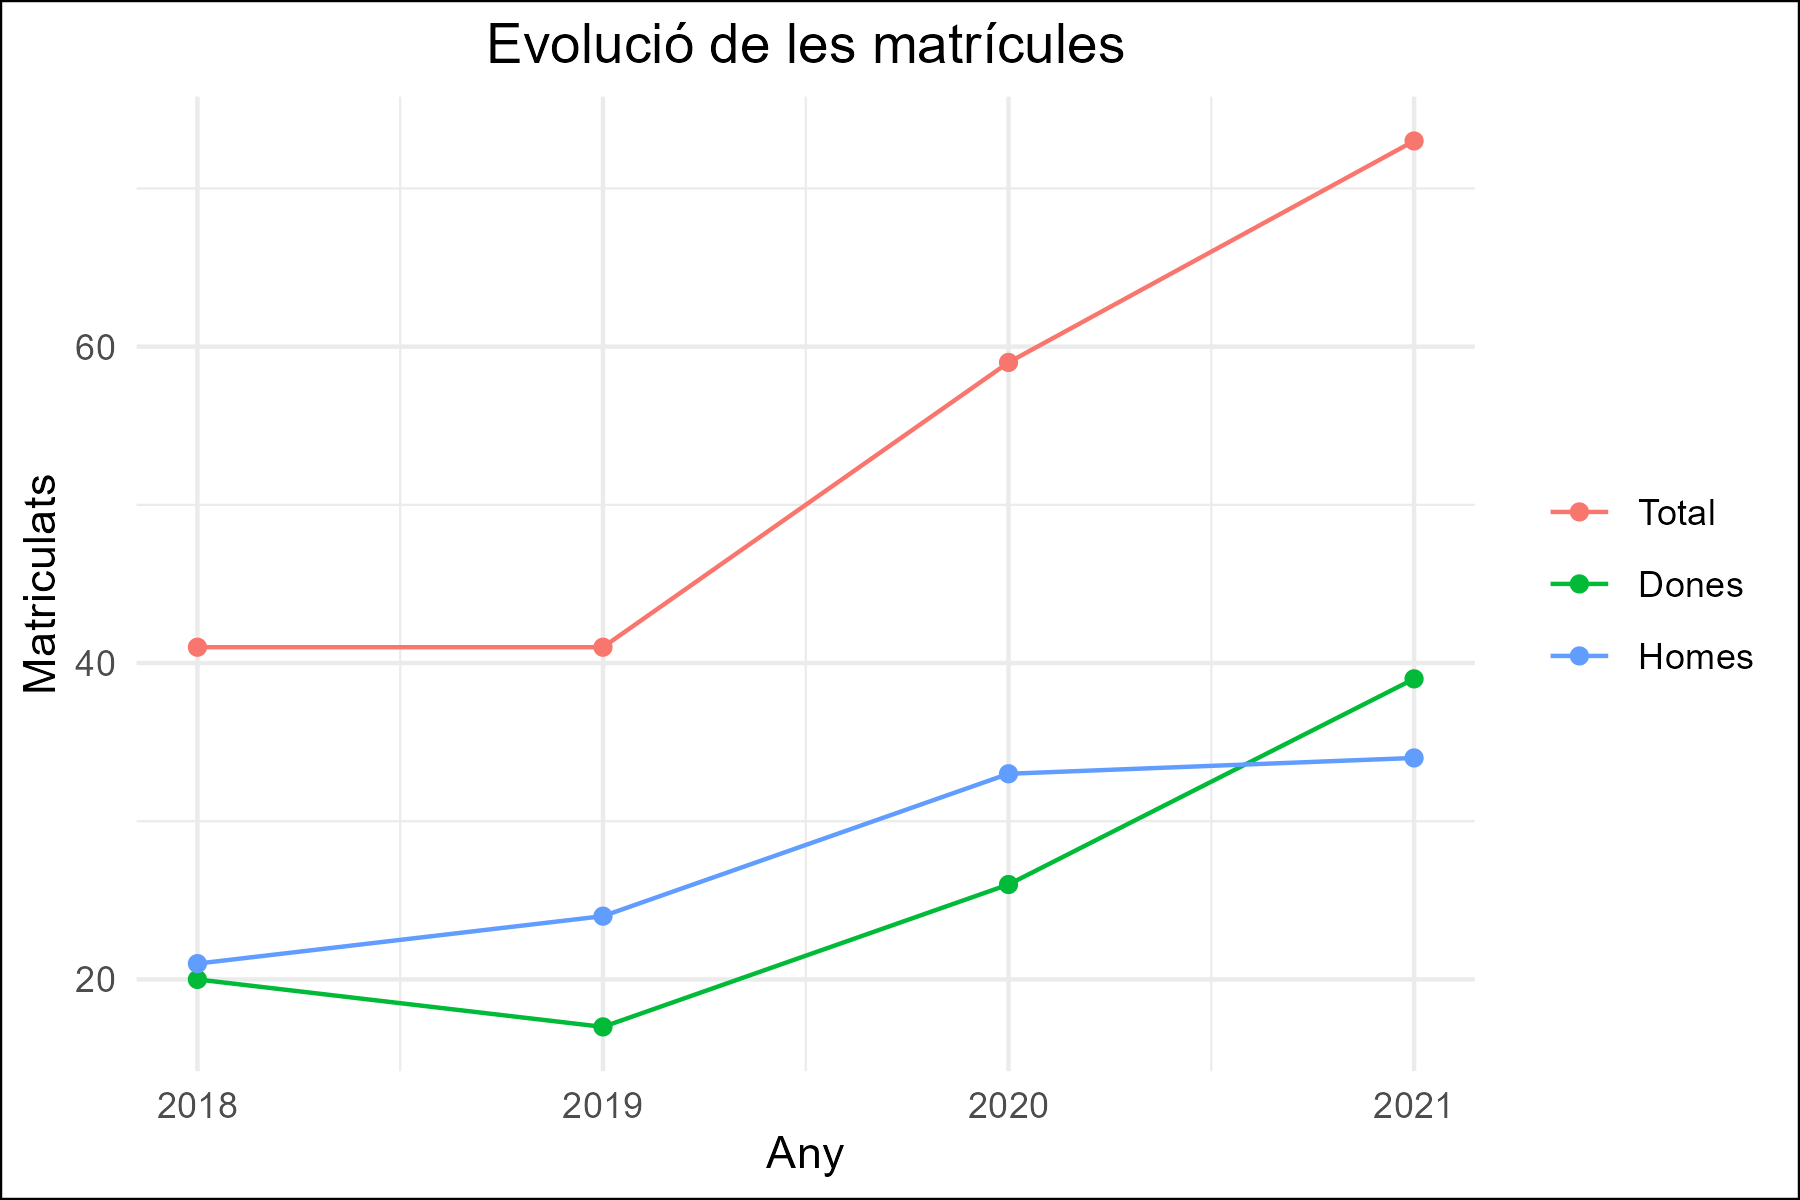 Evolució de les matrícules
Matriculats
60
40
20
2018
2019
2020
2021
Any
Total
Dones
Homes